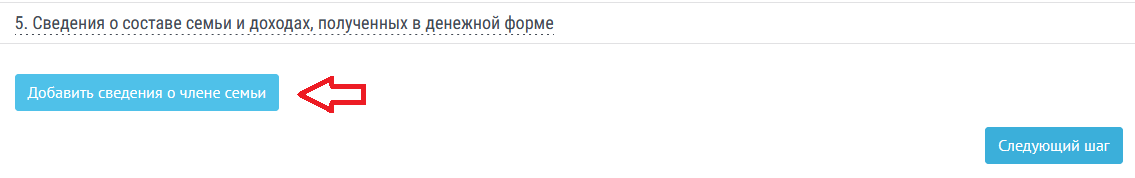 5. Сведения о составе семьи и доходах, полученных в денежной форме
Добавить сведения о члене семьи
Следующий шаг